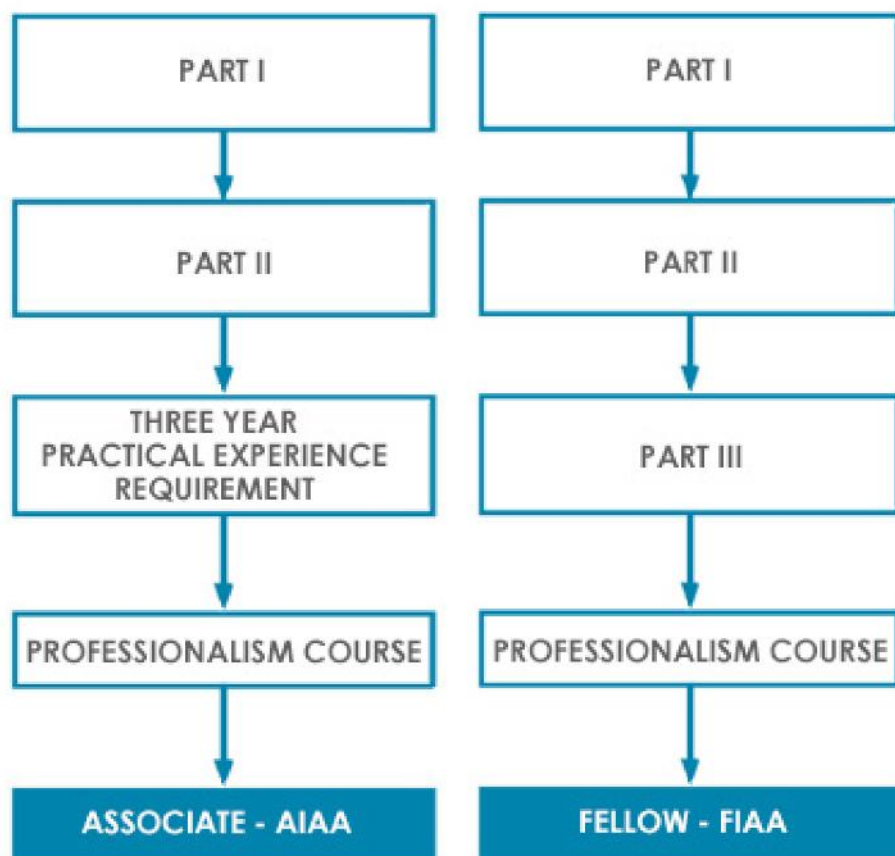 PART I
PART II
THREE YEAR
PRACTICAL EXPERIENCE
REQUIREMENT
PROFESSIONALISM COURSE
ASSOCIATE - AIAA
PART I
PART II
PART III
PROFESSIONALISM COURSE
FELLOW - FIAA